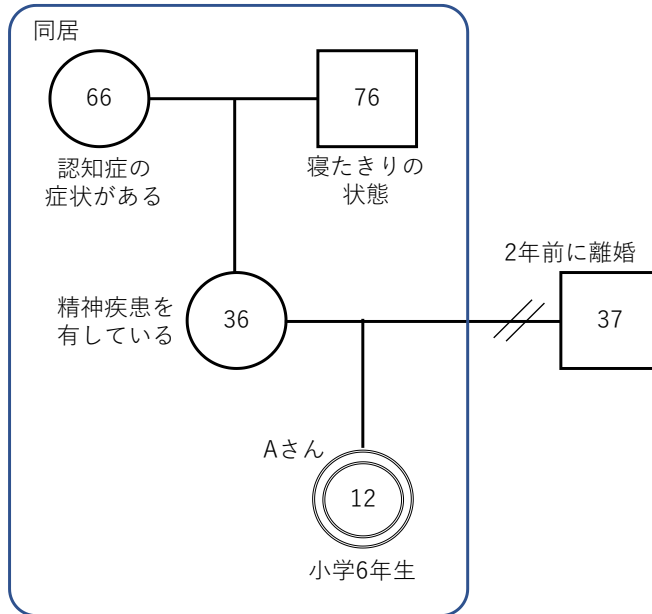 同居
66
76
認知症の
症状がある
寝たきりの
状態
2年前に離婚
精神疾患を
有している
36
37
Aさん
12
小学6年生